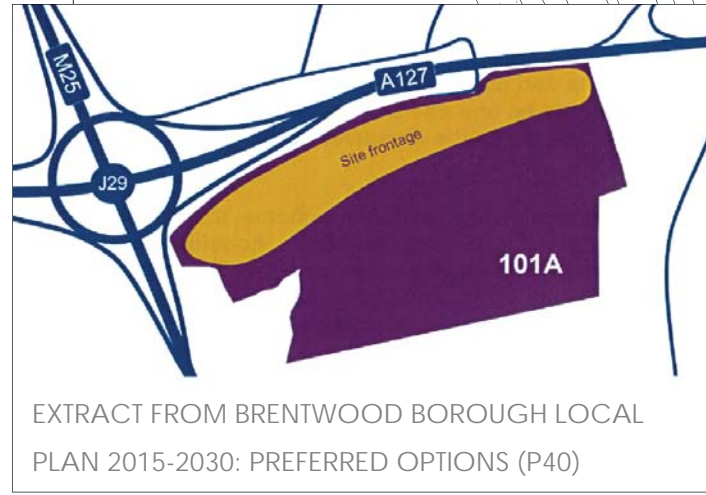 M25
A127
Site frontage
J29
101A
EXTRACT FROM BRENTWOOD BOROUGH LOCAL
PLAN 2015-2030: PREFERRED OPTIONS (P40)